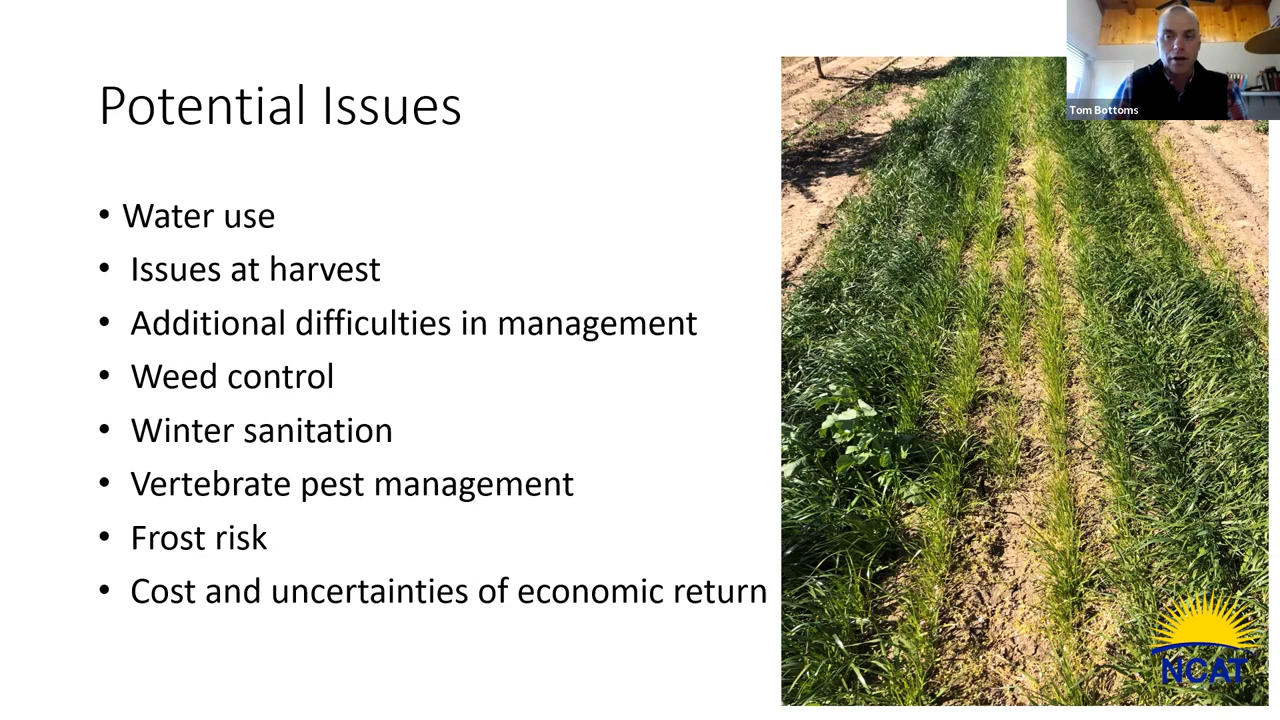 Potential Issues
• Water use
• Issues at harvest
• Additional difficulties in management
• Weed control
• Winter sanitation
• Vertebrate pest management
• Frost risk
• Cost and uncertainties of economic return
Tom Bottoms
NCAT